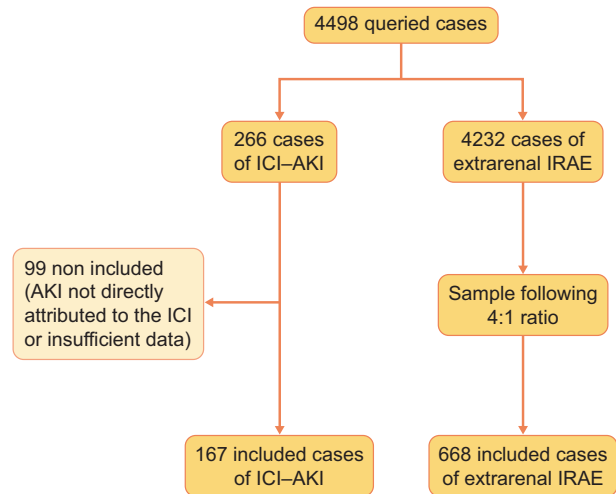 4498 queried cases
266 cases
of ICI–AKI
4232 cases of
extrarenal IRAE
99 non included
(AKI not directly
attributed to the ICI
or insufficient data)
Sample following
4:1 ratio
167 included cases
of ICI–AKI
668 included cases
of extrarenal IRAE